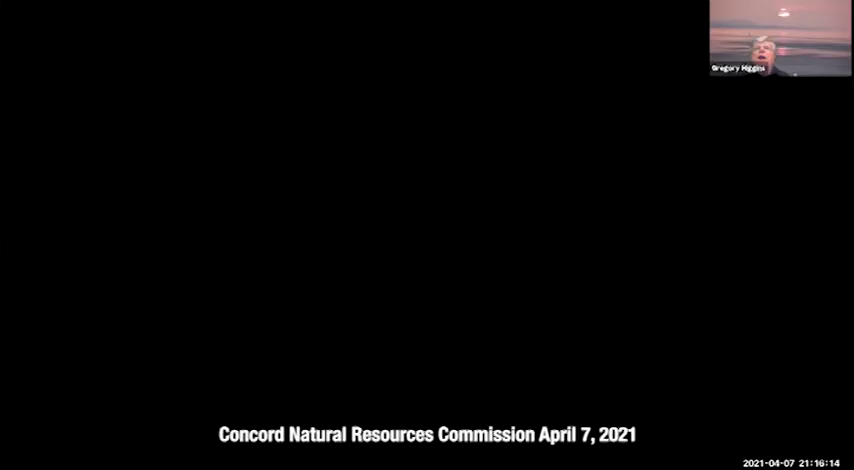 Gregory Higgins
Concord Natural Resources Commission April 7, 2021
2021-04-07 21:16:14